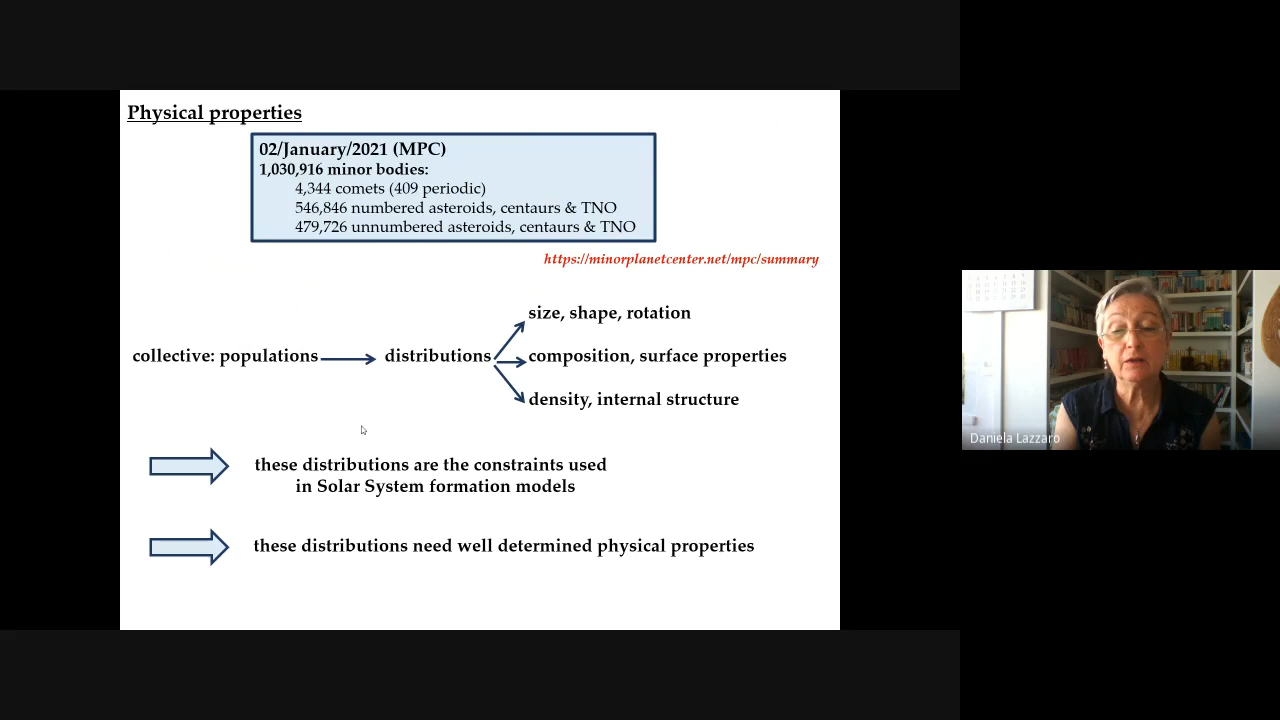 Physical properties
02/January/2021 (MPC)
1,030,916 minor bodies:
4,344 comets (409 periodic)
546,846 numbered asteroids, centaurs & TNO
479,726 unnumbered asteroids, centaurs & TNO
https://minorplanetcenter.net/mpc/summary
size, shape, rotation
collective: populations
distributions
composition, surface properties
density, internal structure
these distributions are the constraints used
in Solar System formation models
these distributions need well determined physical properties
Daniela Lazzaro